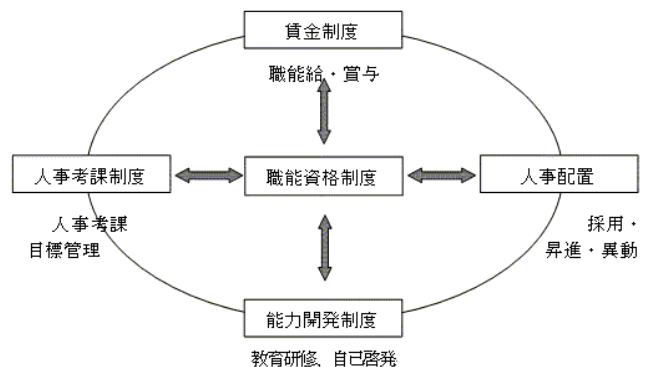 賃金制度
職能給・賞与
人事考課制度
職能資格制度
人事配置
人事考課
目標管理
採用・
昇進・異動
能力開発制度
教育研修、自己啓発